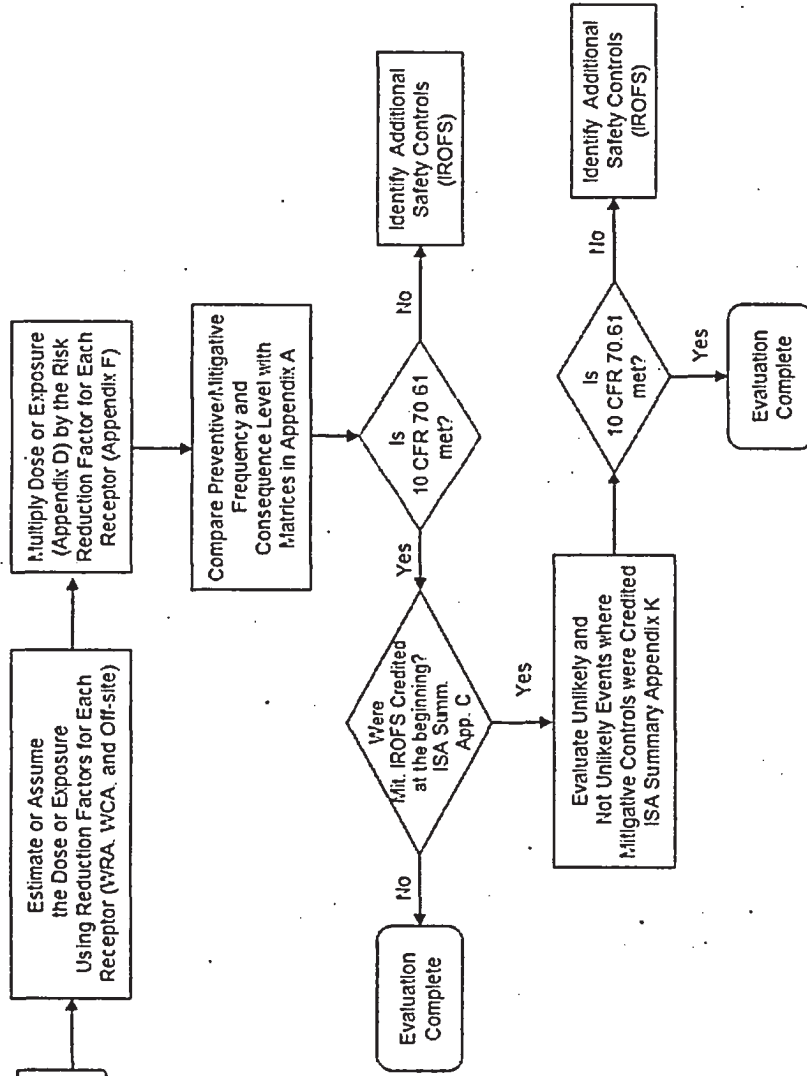 Estimate or Assume
the Dose or Exposure
Using Reduction Factors for Each
Receptor (WRA, WCA, and Off-site)
Multiply Dose or Exposure
(Appendix D) by the Risk
Reduction Factor for Each
Receptor (Appendix F)
Compare Preventive/Mitigative
Frequency and
Consequence Level with
Matrices in Appendix A
Is
10 CFR 70 61
met?
No
Identify Additional
Safety Controls
(IROFS)
Yes
Were
Mit. IROFS Credited
at the beginning?
ISA Summ.
App. C
No
Evaluation
Complete
Yes
Evaluate Unlikely and
Not Unlikely Events where
Mitigative Controls were Credited
ISA Summary Appendix K
Is
10 CFR 70.61
met?
No
Identify Additional
Safety Controls
(IROFS)
Yes
Evaluation
Complete